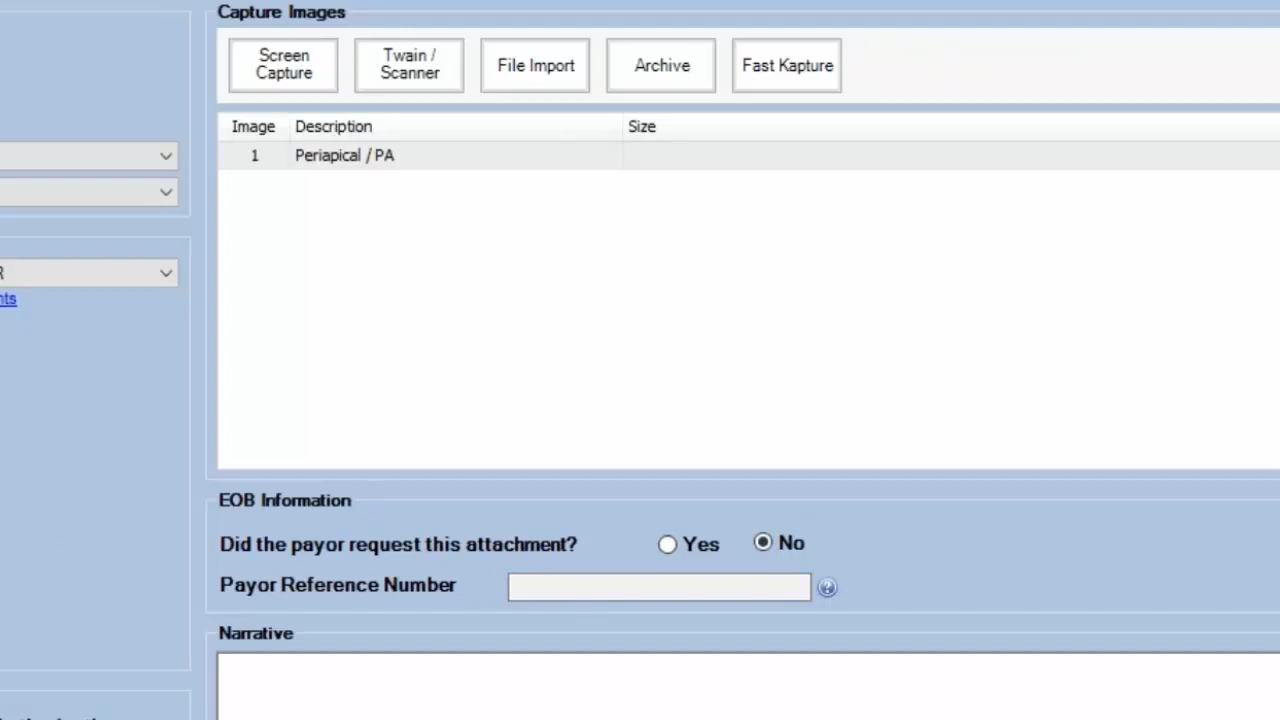 Capture Images
Screen
Capture
Twain /
Scanner
File Import
Archive
Fast Kapture
Image Description Size
1 Periapical / PA
R
nts
EOB Information
Did the payor request this attachment? Yes No
Payor Reference Number
Narrative